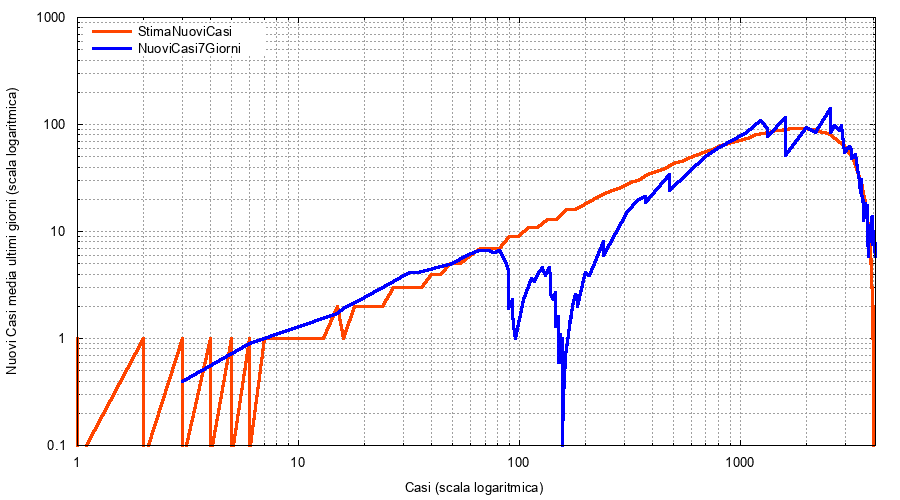 1000
StimaNuoviCasi
NuoviCasi7Giorni
100
10
1
0.1
Nuovi Casi media ultimi giorni (scala logaritmica)
1
10
100
1000
Casi (scala logaritmica)